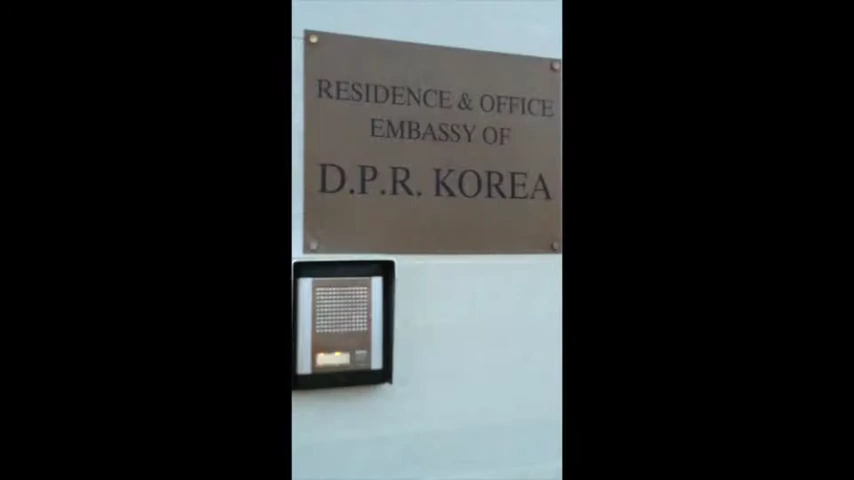 RESIDENCE & OFFICE
EMBASSY OF
D.P.R. KOREA